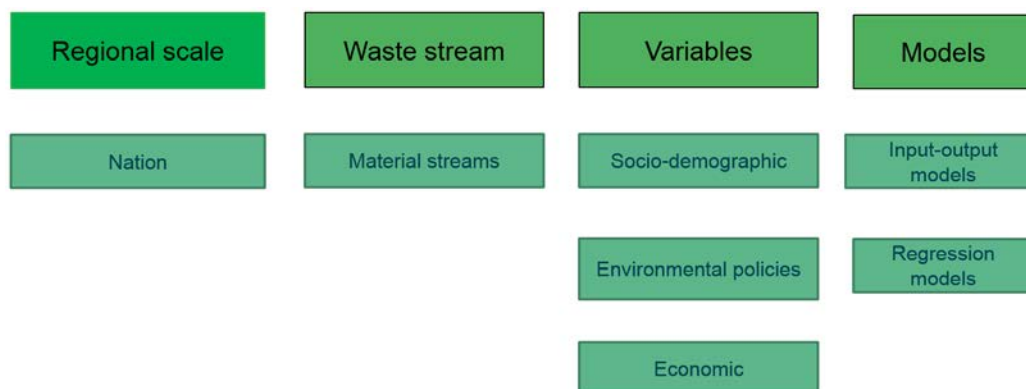 Regional scale
Waste stream
Variables
Models
Nation
Material streams
Socio-demographic
Input-output
models
Environmental policies
Regression
models
Economic